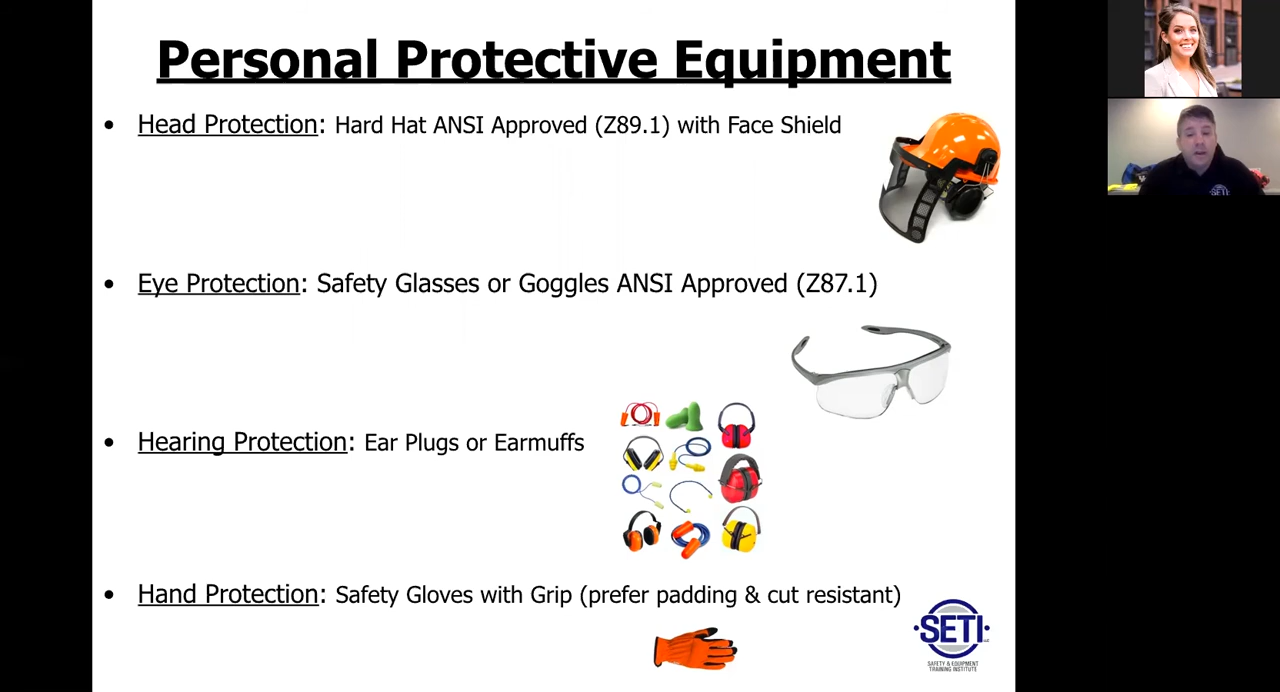 Personal Protective Equipment
• Head Protection: Hard Hat ANSI Approved (Z89.1) with Face Shield
• Eye Protection: Safety Glasses or Goggles ANSI Approved (Z87.1)
• Hearing Protection: Ear Plugs or Earmuffs
• Hand Protection: Safety Gloves with Grip (prefer padding & cut resistant)
SETI
SAFETY & EQUIPMENT
TRAINING INSTITUTE
SETI